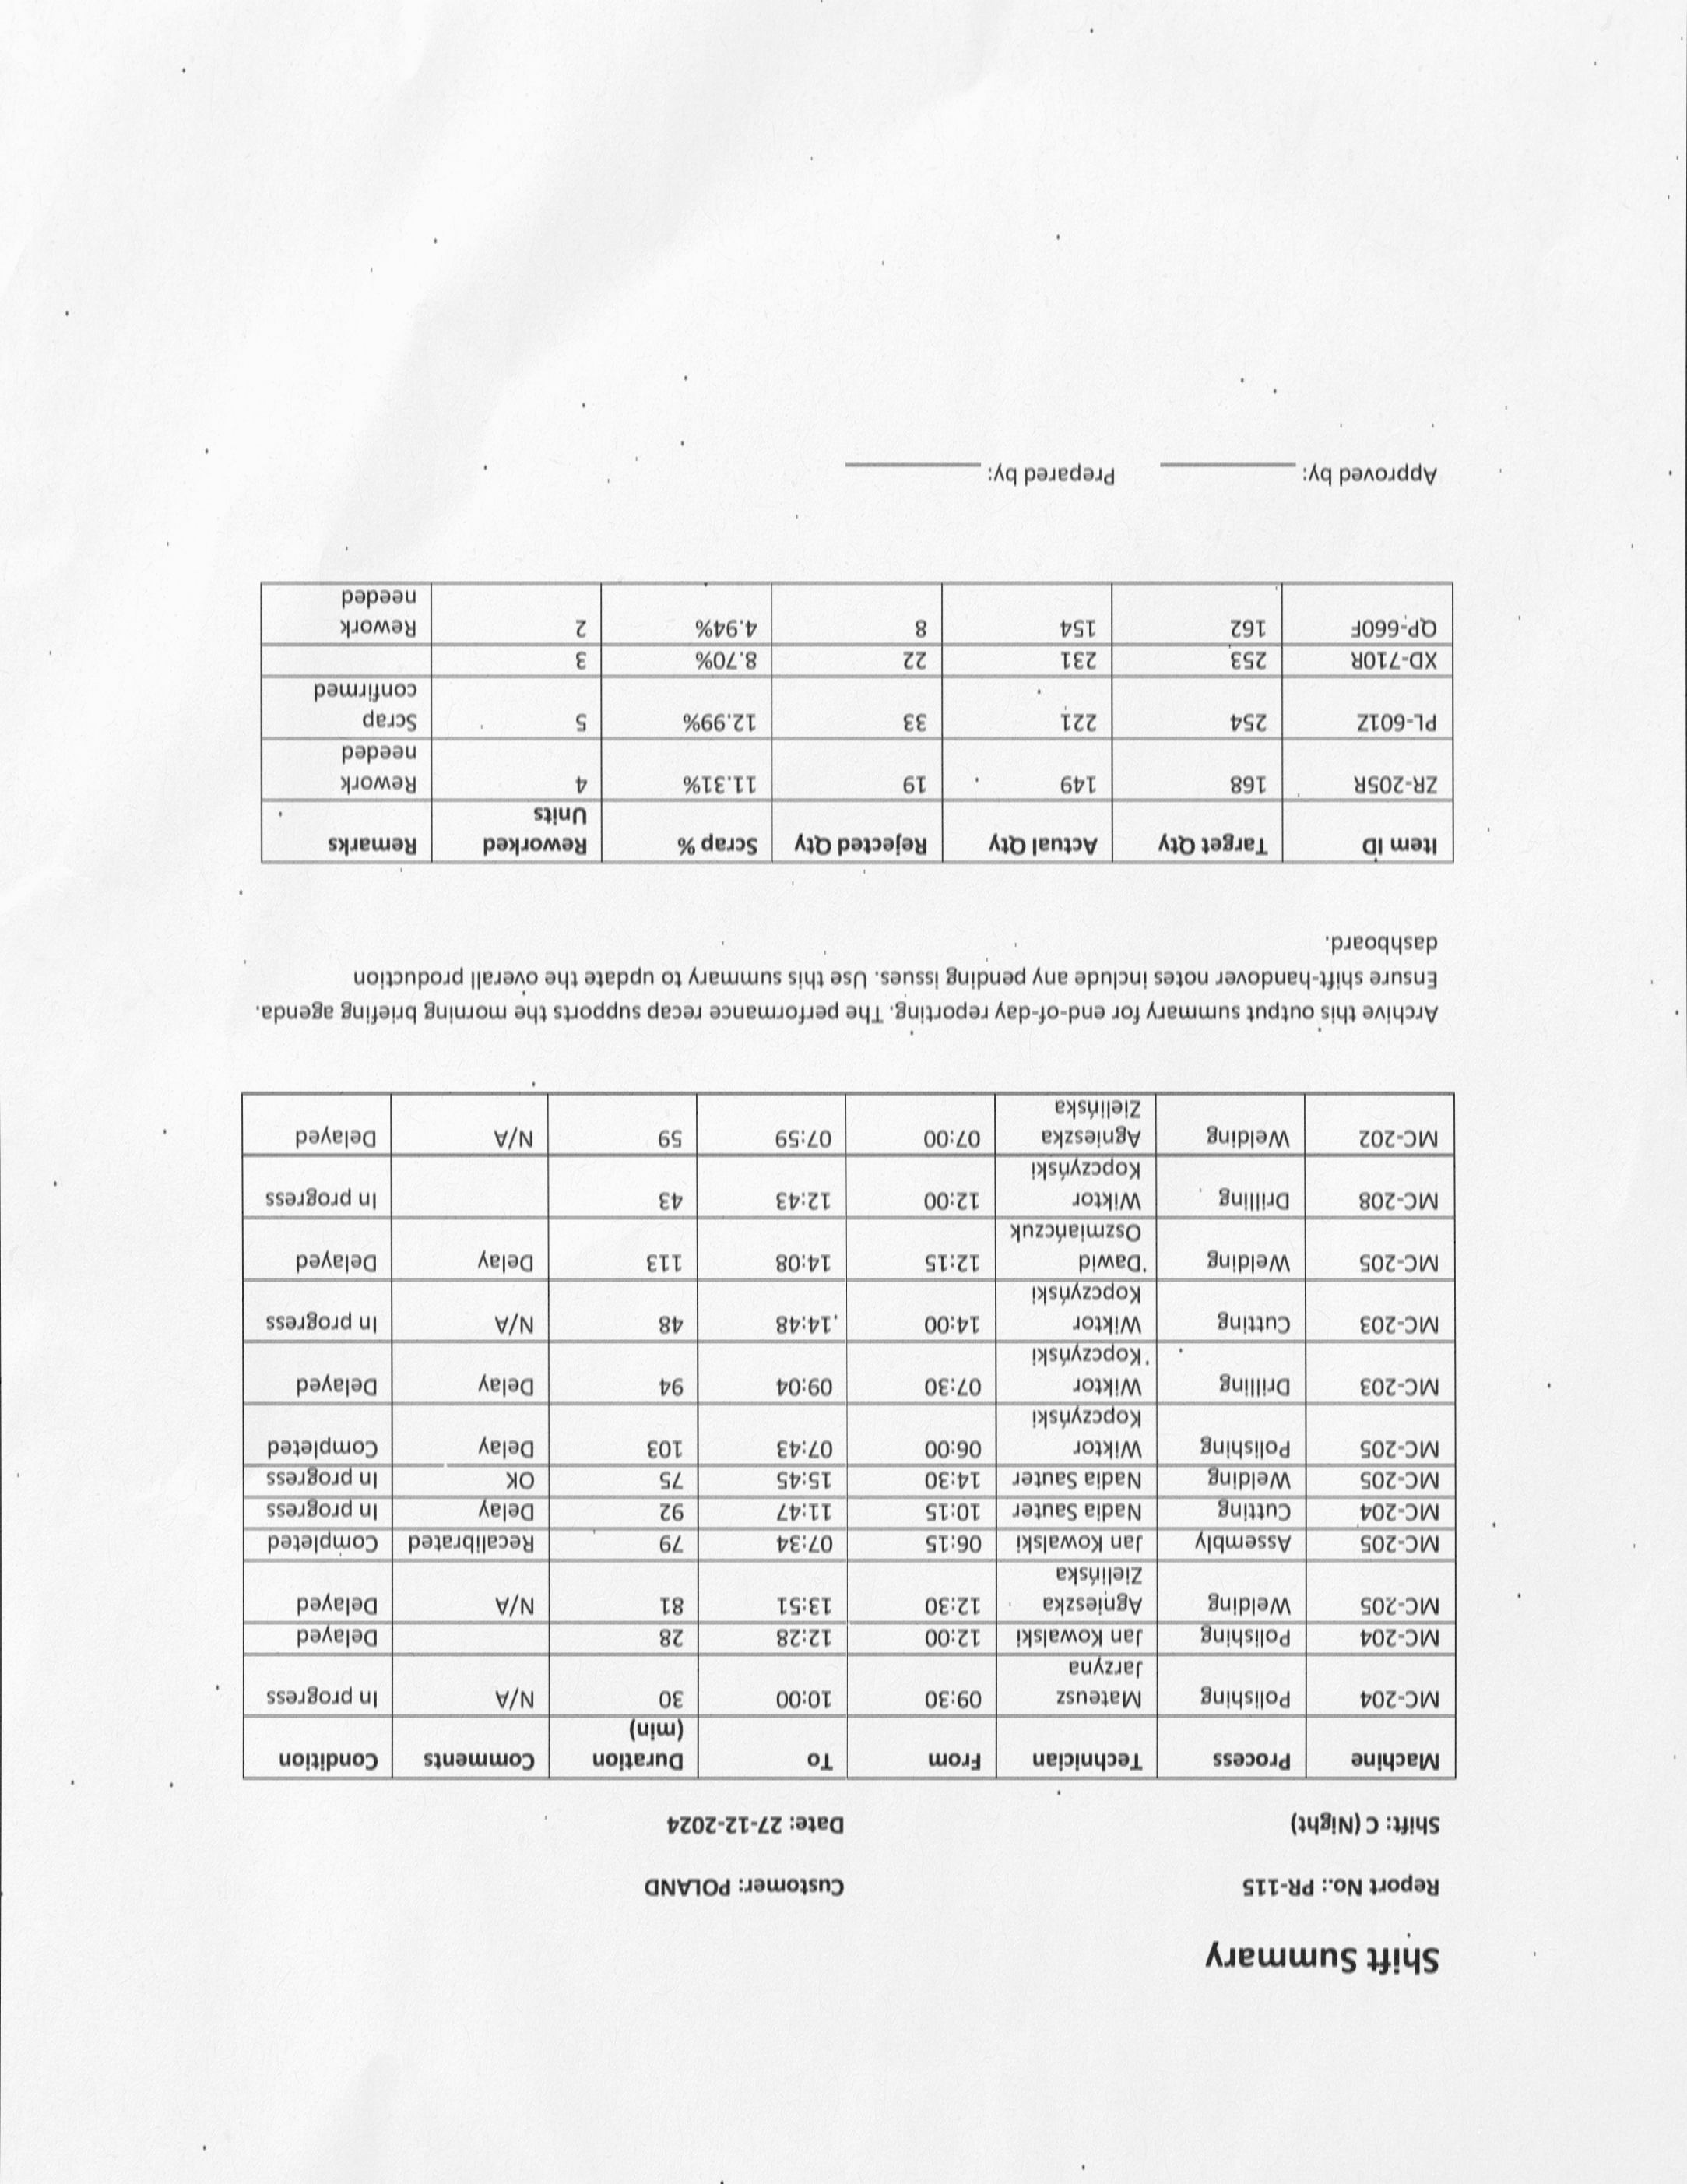 Shift Summary
Report No.: PR-115 Customer: POLAND
Shift: C (Night) Date: 27-12-2024
Machine Process Technician From To Duration (min) Comments Condition
MC-204 Polishing Mateusz Jarzyna 09:30 10:00 30 N/A In progress
MC-204 Polishing Jan Kowalski 12:00 12:28 28 Delayed
MC-205 Welding Agnieszka Zielińska 12:30 13:51 81 N/A Delayed
MC-205 Assembly Jan Kowalski 06:15 07:34 79 Recalibrated Completed
MC-204 Cutting Nadia Sauter 10:15 11:47 92 Delay In progress
MC-205 Welding Nadia Sauter 14:30 15:45 75 OK In progress
MC-205 Polishing Wiktor Kopczyński 06:00 07:43 103 Delay Completed
MC-203 Drilling Wiktor Kopczyński 07:30 09:04 94 Delay Delayed
MC-203 Cutting Wiktor Kopczyński 14:00 14:48 48 N/A In progress
MC-205 Welding Dawid Oszmiańczuk 12:15 14:08 113 Delay Delayed
MC-208 Drilling Wiktor Kopczyński 12:00 12:43 43 In progress
MC-202 Welding Agnieszka Zielińska 07:00 07:59 59 N/A Delayed
Archive this output summary for end-of-day reporting. The performance recap supports the morning briefing agenda.
Ensure shift-handover notes include any pending issues. Use this summary to update the overall production
dashboard.
Item ID Target Qty Actual Qty Rejected Qty Scrap % Reworked Units Remarks
ZR-205R 168 149 19 11.31% 4 Rework needed
PL-601Z 254 221 33 12.99% 5 Scrap confirmed
XD-710R 253 231 22 8.70% 3
QP-660F 162 154 8 4.94% 2 Rework needed
Approved by: ____________ Prepared by: ____________